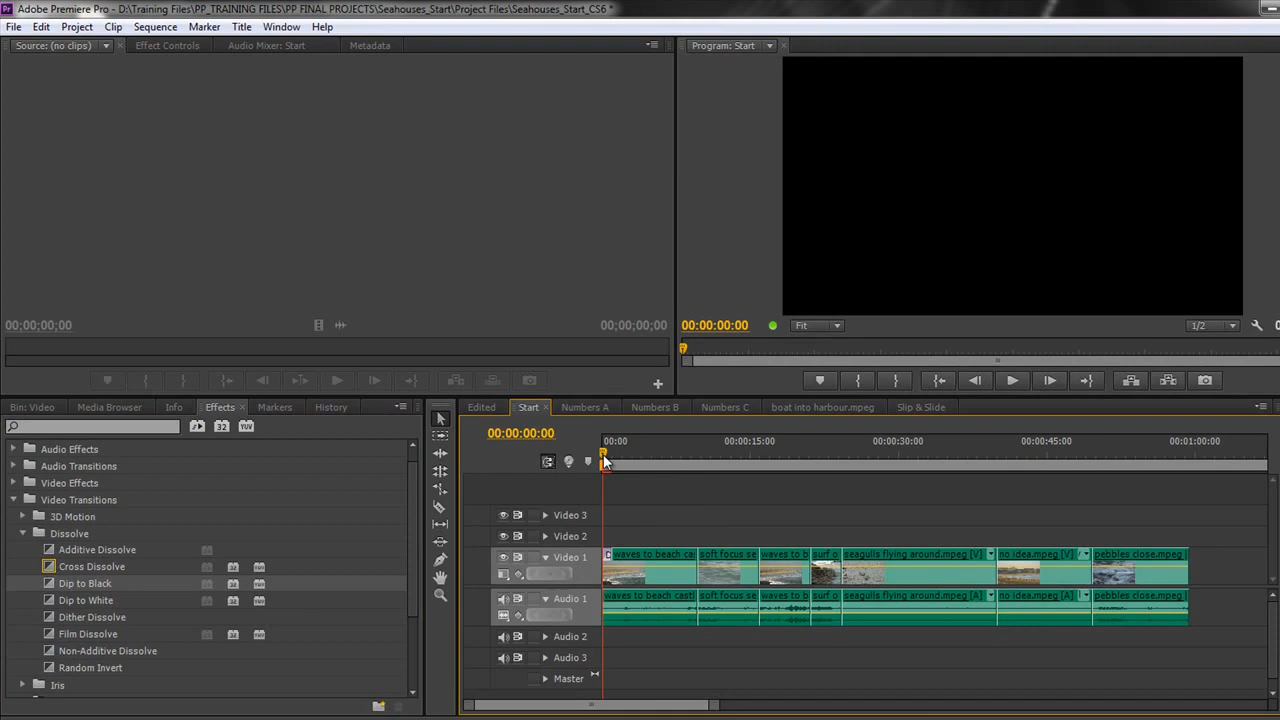 Adobe Premiere Pro - D:\Training Files\PP_TRAINING FILES\PP FINAL PROJECTS\Seahouses_Start\Project Files\Seahouses_Start_CS6 *
File Edit Project Clip Sequence Marker Title Window Help
Source: (no clips) Effect Controls Audio Mixer: Start Metadata
Program: Start
00;00;00;00 00;00;00;00
00:00:00:00 Fit 1/2
Bin: Video Media Browser Info Effects Markers History
Edited Start Numbers A Numbers B Numbers C boat into harbour.mpeg Slip & Slide
00:00:00:00
00:00 00:00:15:00 00:00:30:00 00:00:45:00 00:01:00:00
Audio Effects
Audio Transitions
Video Effects
Video Transitions
3D Motion
Dissolve
Additive Dissolve
Cross Dissolve
Dip to Black
Dip to White
Dither Dissolve
Film Dissolve
Non-Additive Dissolve
Random Invert
Iris
Video 3
Video 2
Video 1 waves to beach cas soft focus se waves to b surf o seagulls flying around.mpeg [V] no idea.mpeg [V] pebbles close.mpeg
Audio 1 waves to beach casti soft focus se waves to b surf o seagulls flying around.mpeg [A] no idea.mpeg [A] pebbles close.mpeg
Audio 2
Audio 3
Master